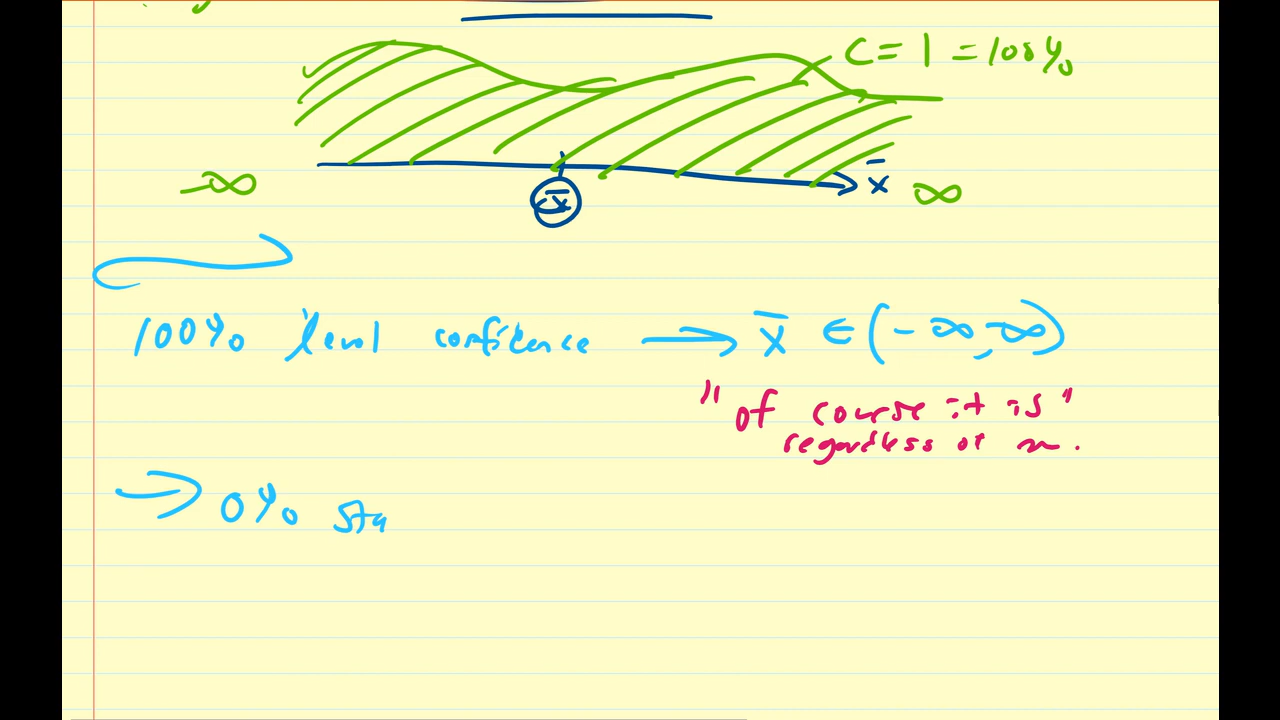 C = 1 = 100%
-∞ x̄ x̄ ∞
100% level confidence → x̄ ∈ (-∞, ∞)
"of course it is"
regardless of n.
→ 0% sta